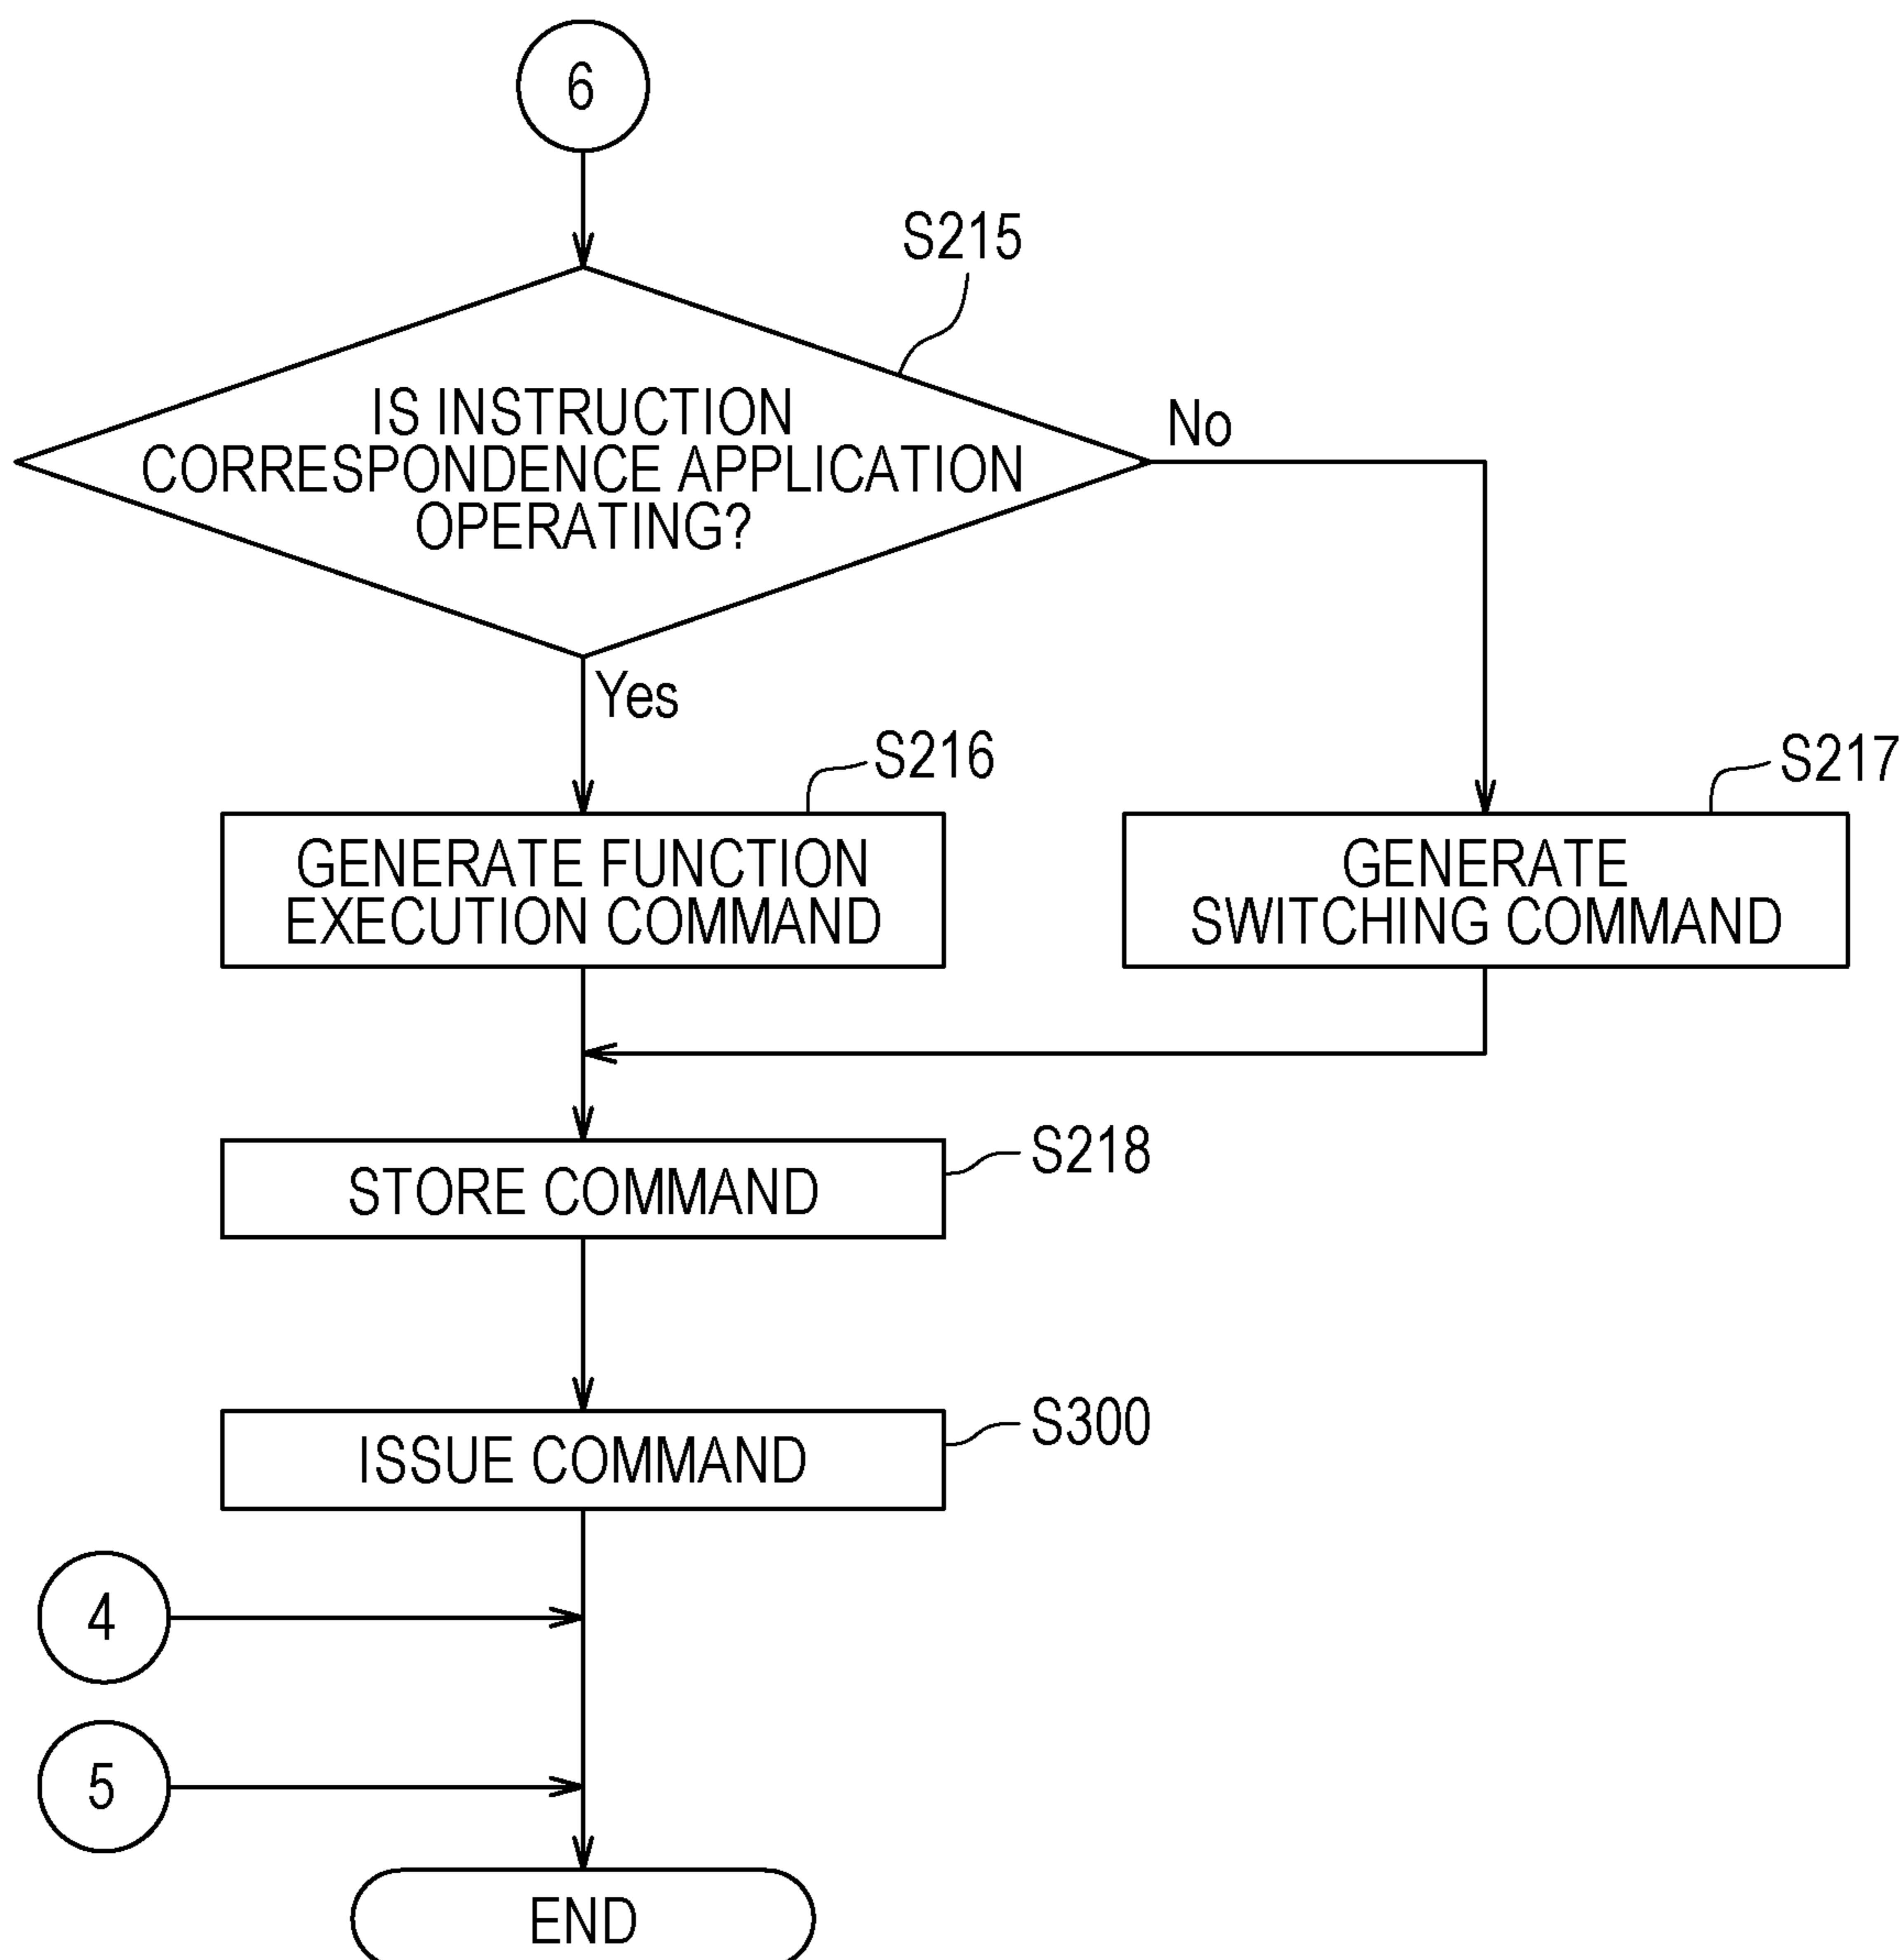 6
S215
IS INSTRUCTION
CORRESPONDENCE APPLICATION
OPERATING?
No
Yes
S216
S217
GENERATE FUNCTION
EXECUTION COMMAND
GENERATE
SWITCHING COMMAND
S218
STORE COMMAND
S300
ISSUE COMMAND
4
5
END